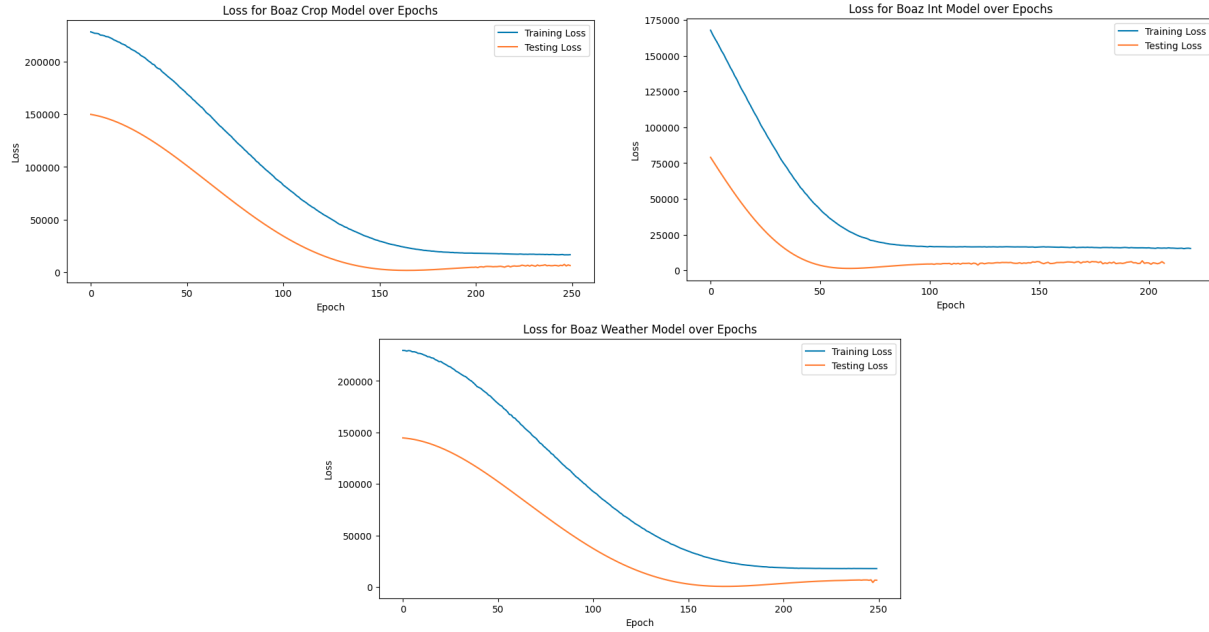 Loss for Boaz Crop Model over Epochs
Training Loss
Testing Loss
200000
150000
100000
50000
0
Loss
0 50 100 150 200 250
Epoch
Loss for Boaz Int Model over Epochs
Training Loss
Testing Loss
175000
150000
125000
100000
75000
50000
25000
0
Loss
0 50 100 150 200
Epoch
Loss for Boaz Weather Model over Epochs
Training Loss
Testing Loss
200000
150000
100000
50000
0
Loss
0 50 100 150 200 250
Epoch